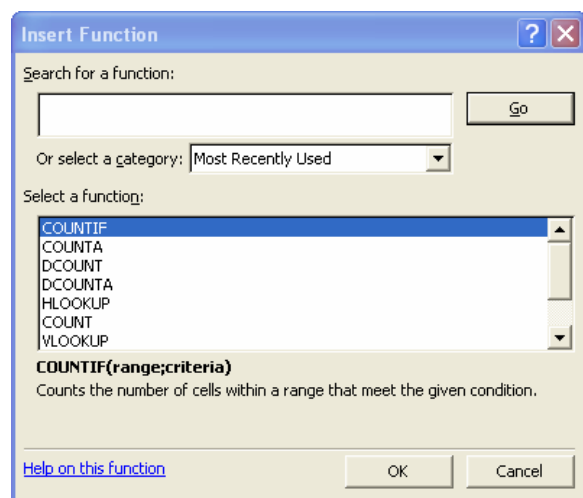 Insert Function
Search for a function:
Go
Or select a category: Most Recently Used
Select a function:
COUNTIF
COUNTA
DCOUNT
DCOUNTA
HLOOKUP
COUNT
VLOOKUP
COUNTIF(range;criteria)
Counts the number of cells within a range that meet the given condition.
Help on this function
OK Cancel